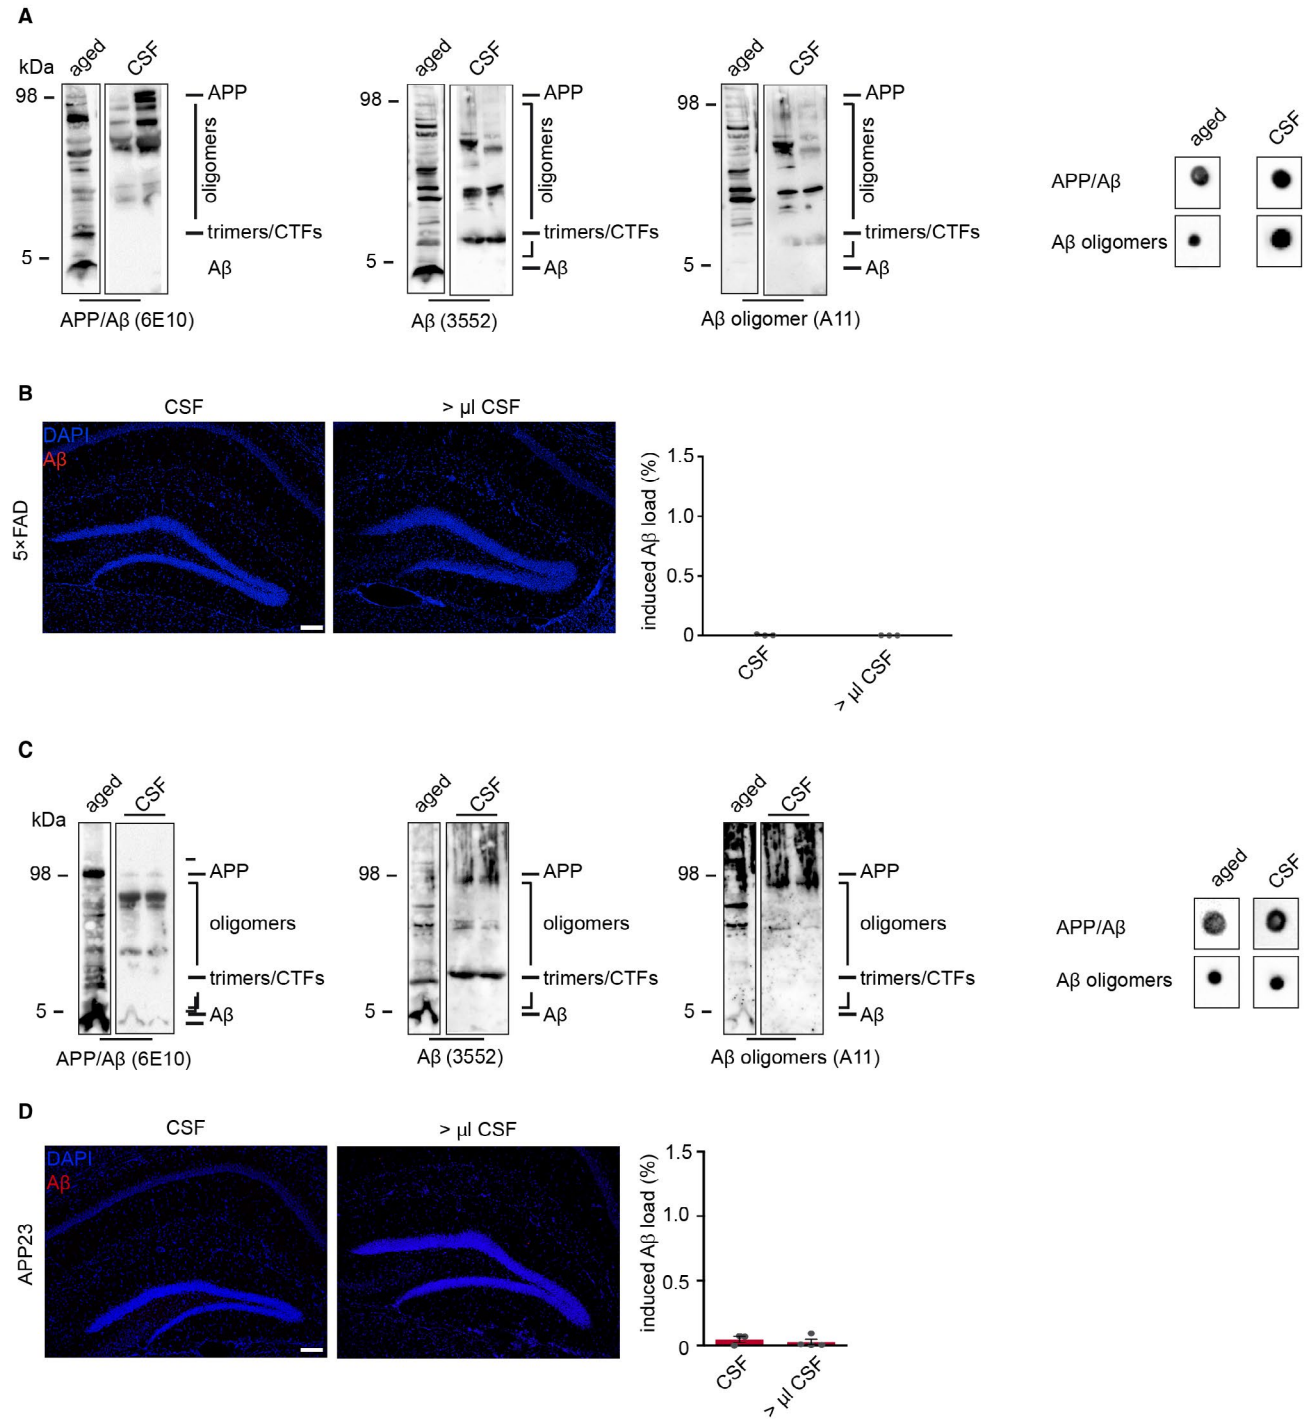 A
kDa
aged
CSF
98
5
APP
oligomers
trimers/CTFs
Aβ
APP/Aβ (6E10)
aged
CSF
98
5
APP
oligomers
trimers/CTFs
Aβ
Aβ (3552)
aged
CSF
98
5
APP
oligomers
trimers/CTFs
Aβ
Aβ oligomer (A11)
aged
CSF
APP/Aβ
Aβ oligomers
B
CSF
> µl CSF
DAPI
Aβ
5×FAD
induced Aβ load (%)
1.5
1.0
0.5
0
CSF
> µl CSF
C
kDa
aged
CSF
98
5
APP
oligomers
trimers/CTFs
Aβ
APP/Aβ (6E10)
aged
CSF
98
5
APP
oligomers
trimers/CTFs
Aβ
Aβ (3552)
aged
CSF
98
5
APP
oligomers
trimers/CTFs
Aβ
Aβ oligomers (A11)
aged
CSF
APP/Aβ
Aβ oligomers
D
CSF
> µl CSF
DAPI
Aβ
APP23
induced Aβ load (%)
1.5
1.0
0.5
0
CSF
> µl CSF